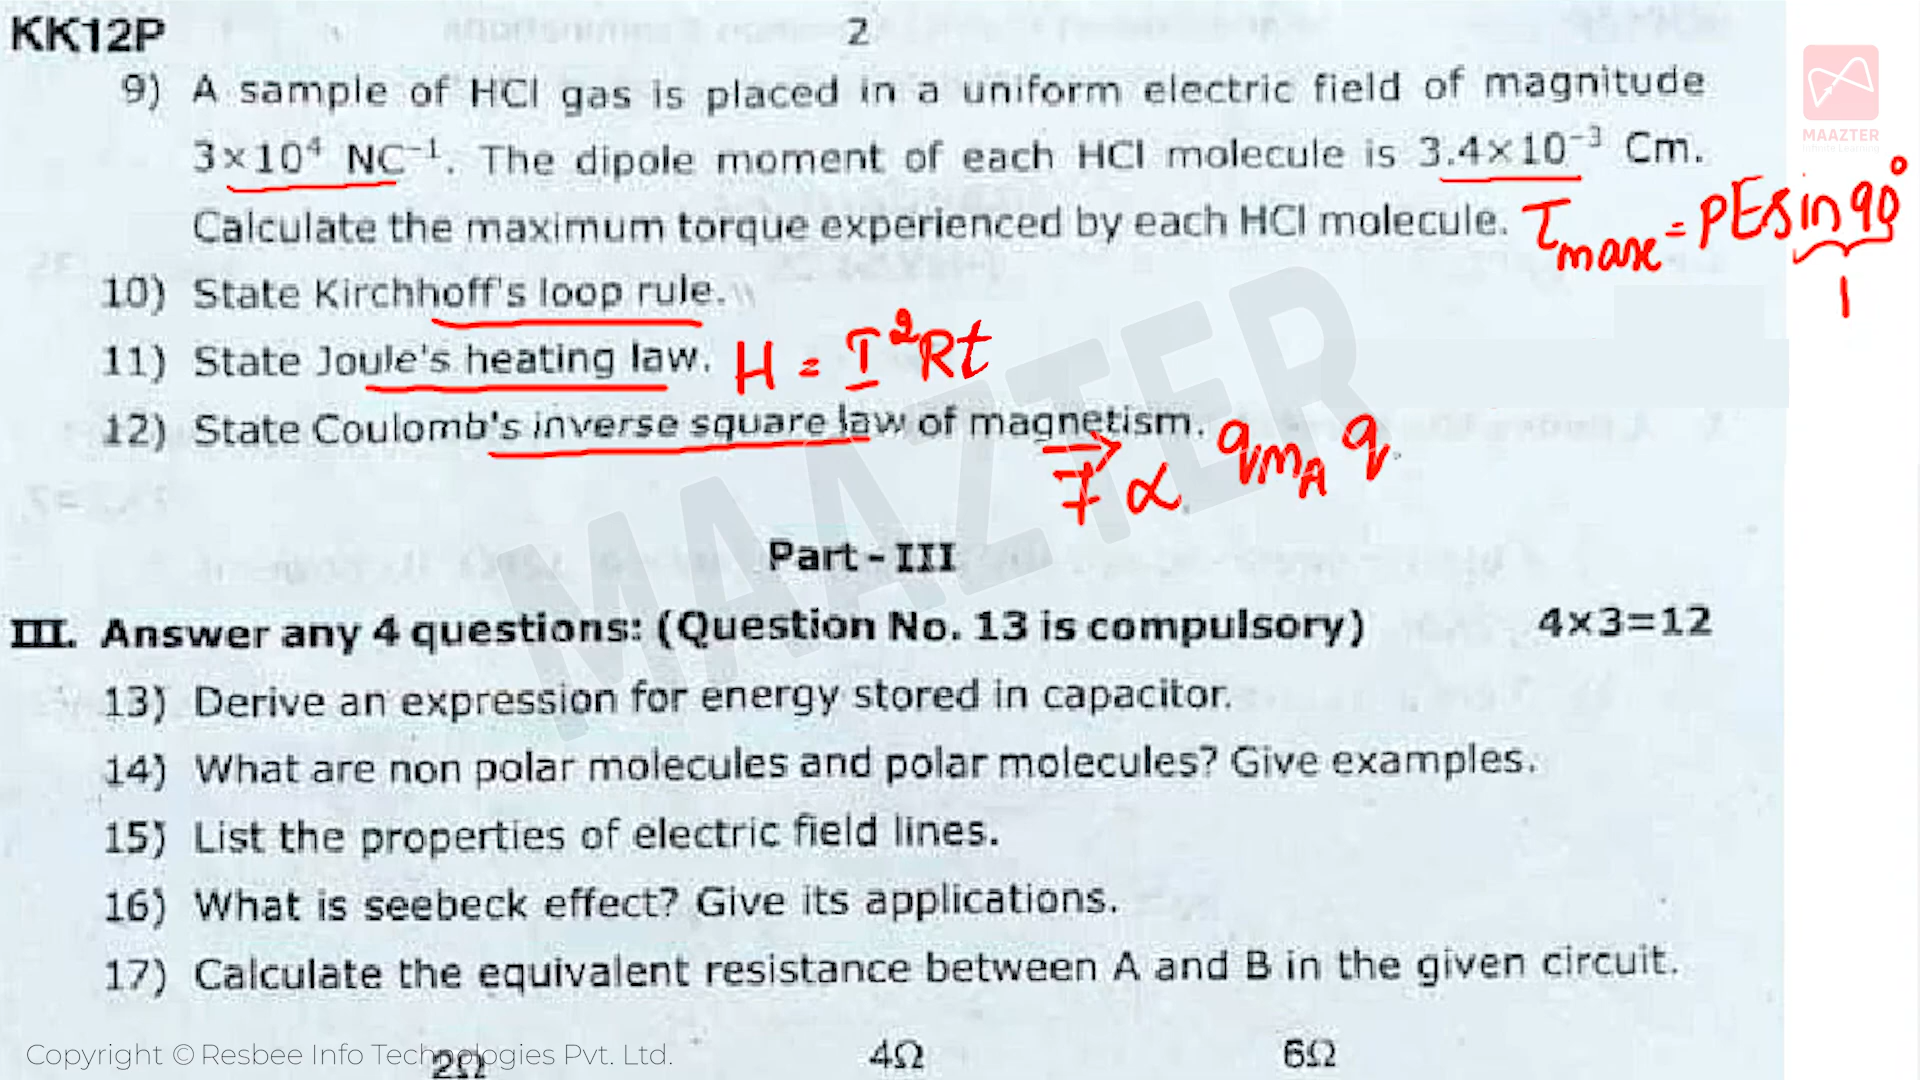 KK12P 2
9) A sample of HCl gas is placed in a uniform electric field of magnitude
3×10⁴ NC⁻¹. The dipole moment of each HCl molecule is 3.4×10⁻³ Cm.
Calculate the maximum torque experienced by each HCl molecule.
τmax = PE sin 90°
1
10) State Kirchhoff's loop rule.
11) State Joule's heating law. H = I²Rt
12) State Coulomb's inverse square law of magnetism.
F ∝ qmA q
Part - III
III. Answer any 4 questions: (Question No. 13 is compulsory) 4x3=12
13) Derive an expression for energy stored in capacitor.
14) What are non polar molecules and polar molecules? Give examples.
15) List the properties of electric field lines.
16) What is seebeck effect? Give its applications.
17) Calculate the equivalent resistance between A and B in the given circuit.
2Ω 4Ω 6Ω
Copyright © Resbee Info Technologies Pvt. Ltd.
MAAZTER
Infinite Learning
MAAZTER